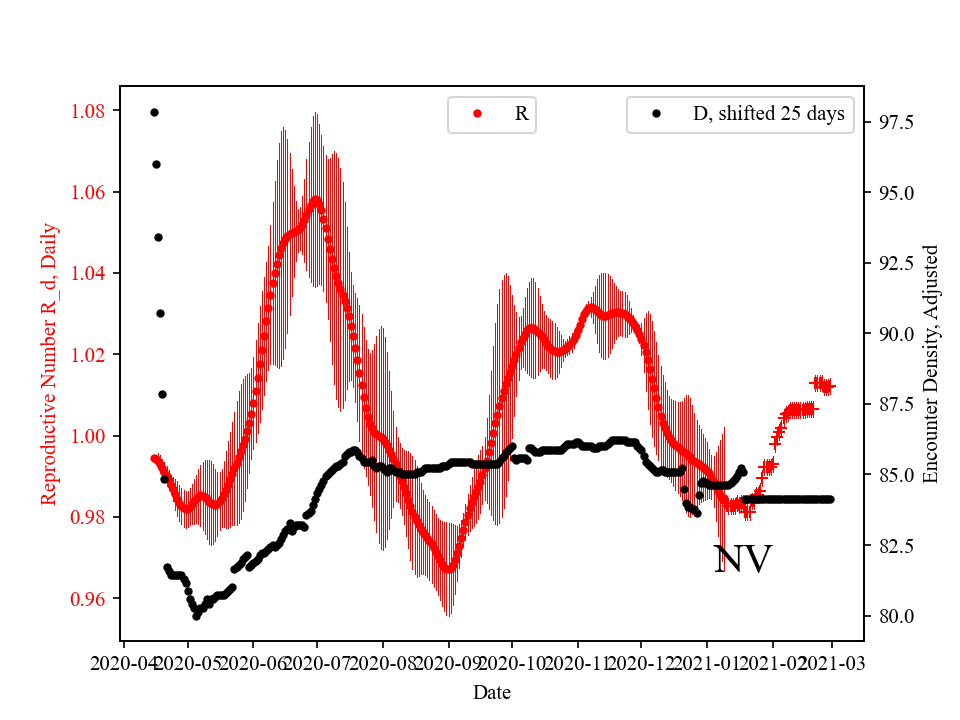 R
D, shifted 25 days
1.08
1.06
1.04
1.02
1.00
0.98
0.96
Reproductive Number R_d, Daily
97.5
95.0
92.5
90.0
87.5
85.0
82.5
80.0
Encounter Density, Adjusted
NV
2020-04 2020-05 2020-06 2020-07 2020-08 2020-09 2020-10 2020-11 2020-12 2021-01 2021-02 2021-03
Date